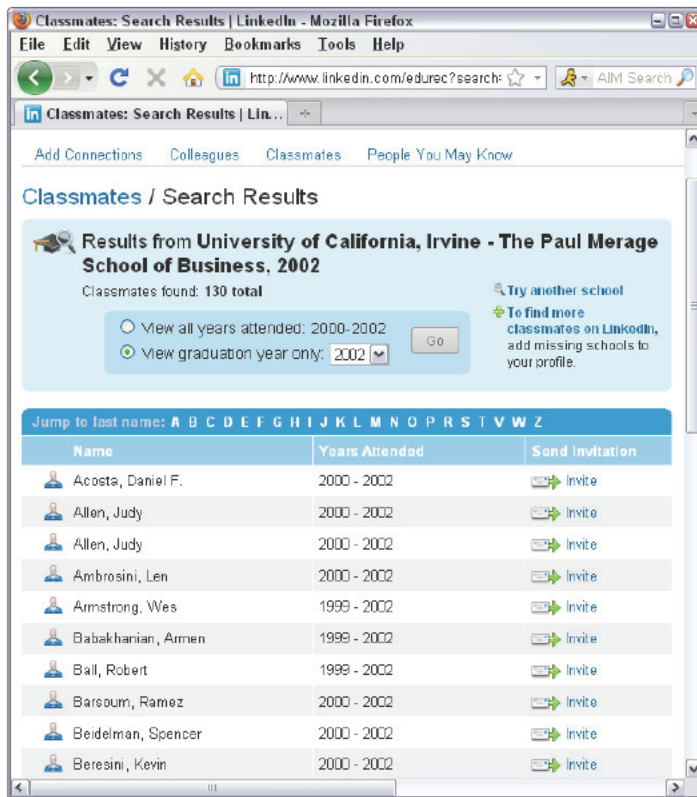 Classmates: Search Results | LinkedIn - Mozilla Firefox
File Edit View History Bookmarks Tools Help
http://www.linkedin.com/edurec?search: AIM Search
Classmates: Search Results | Lin...
Add Connections Colleagues Classmates People You May Know
Classmates / Search Results
Results from University of California, Irvine - The Paul Merage
School of Business, 2002
Classmates found: 130 total
Try another school
To find more
classmates on LinkedIn,
add missing schools to
your profile.
View all years attended: 2000-2002
View graduation year only: 2002
Go
Jump to last name: A B C D E F G H I J K L M N O P R S T V W Z
Name Years Attended Send Invitation
Acosta, Daniel F. 2000 - 2002 Invite
Allen, Judy 2000 - 2002 Invite
Allen, Judy 2000 - 2002 Invite
Ambrosini, Len 2000 - 2002 Invite
Armstrong, Wes 1999 - 2002 Invite
Babakhanian, Armen 2000 - 2002 Invite
Ball, Robert 1999 - 2002 Invite
Barsoum, Ramez 2000 - 2002 Invite
Beidelman, Spencer 2000 - 2002 Invite
Beresini, Kevin 2000 - 2002 Invite